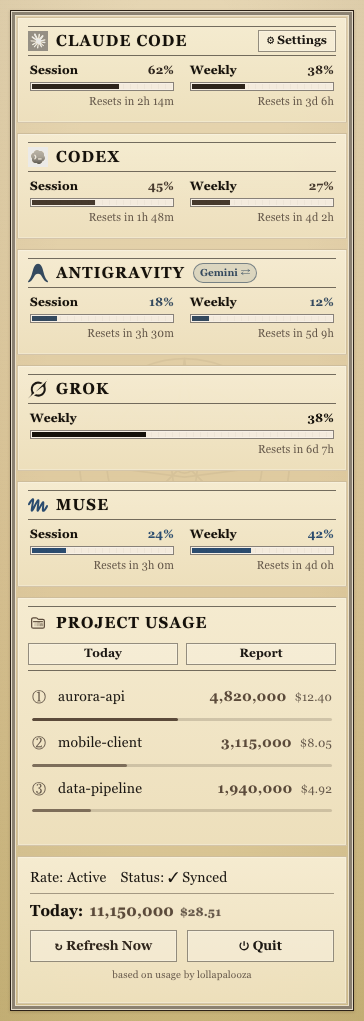 CLAUDE CODE ⚙ Settings
Session 62% Weekly 38%
Resets in 2h 14m Resets in 3d 6h
CODEX
Session 45% Weekly 27%
Resets in 1h 48m Resets in 4d 2h
ANTIGRAVITY Gemini ⇄
Session 18% Weekly 12%
Resets in 3h 30m Resets in 5d 9h
GROK
Weekly 38%
Resets in 6d 7h
MUSE
Session 24% Weekly 42%
Resets in 3h 0m Resets in 4d 0h
PROJECT USAGE
Today Report
① aurora-api 4,820,000 $12.40
② mobile-client 3,115,000 $8.05
③ data-pipeline 1,940,000 $4.92
Rate: Active Status: ✓ Synced
Today: 11,150,000 $28.51
↻ Refresh Now ⏻ Quit
based on usage by lollapalooza